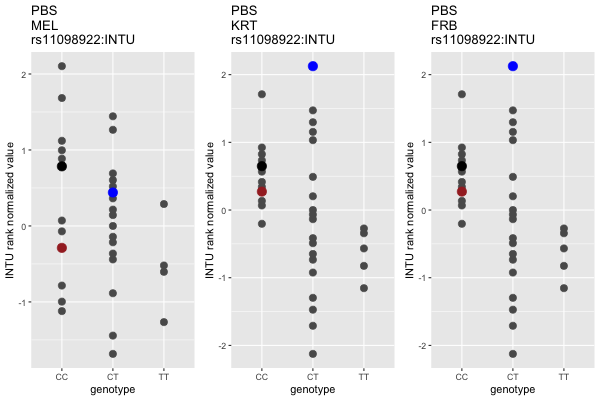 PBS
MEL
rs11098922:INTU
INTU rank normalized value
2
1
0
-1
CC CT TT
genotype
PBS
KRT
rs11098922:INTU
INTU rank normalized value
2
1
0
-1
-2
CC CT TT
genotype
PBS
FRB
rs11098922:INTU
INTU rank normalized value
2
1
0
-1
-2
CC CT TT
genotype